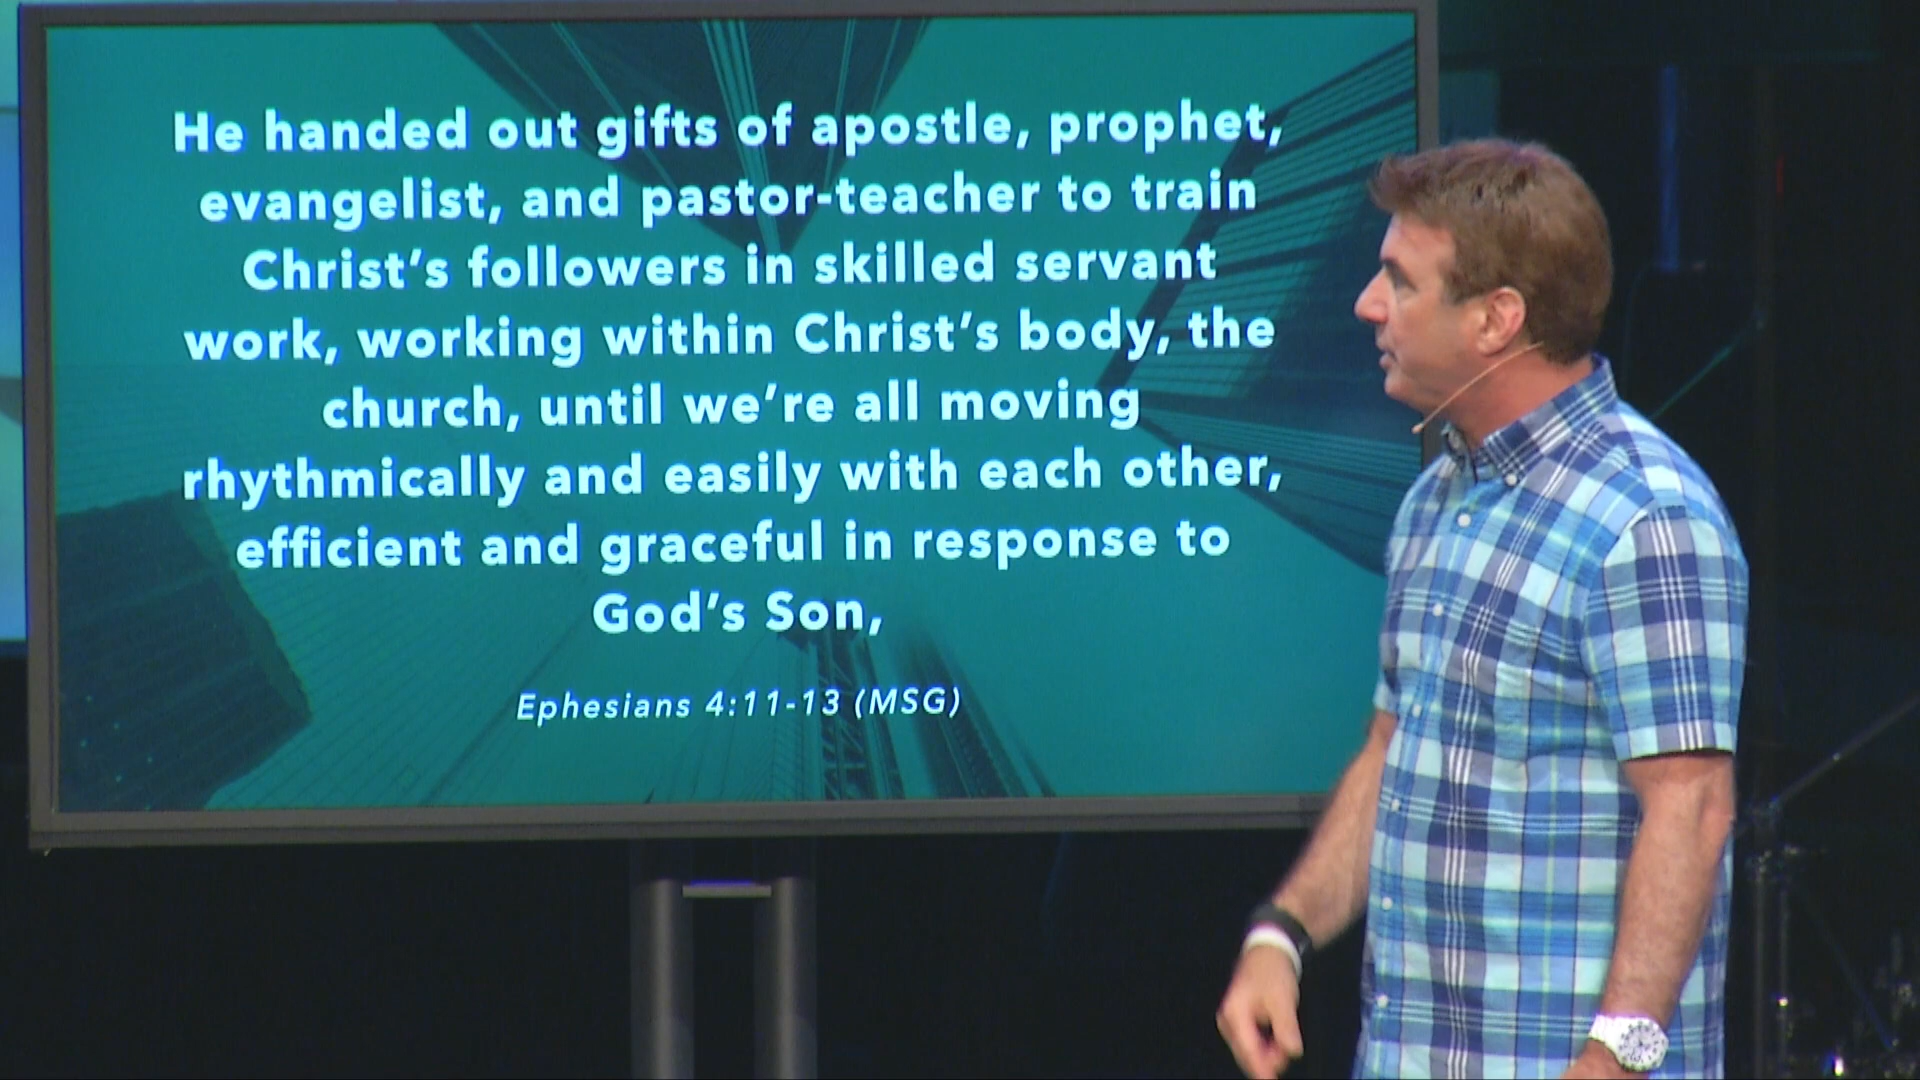 He handed out gifts of apostle, prophet,
evangelist, and pastor-teacher to train
Christ’s followers in skilled servant
work, working within Christ’s body, the
church, until we’re all moving
rhythmically and easily with each other,
efficient and graceful in response to
God’s Son,
Ephesians 4:11-13 (MSG)